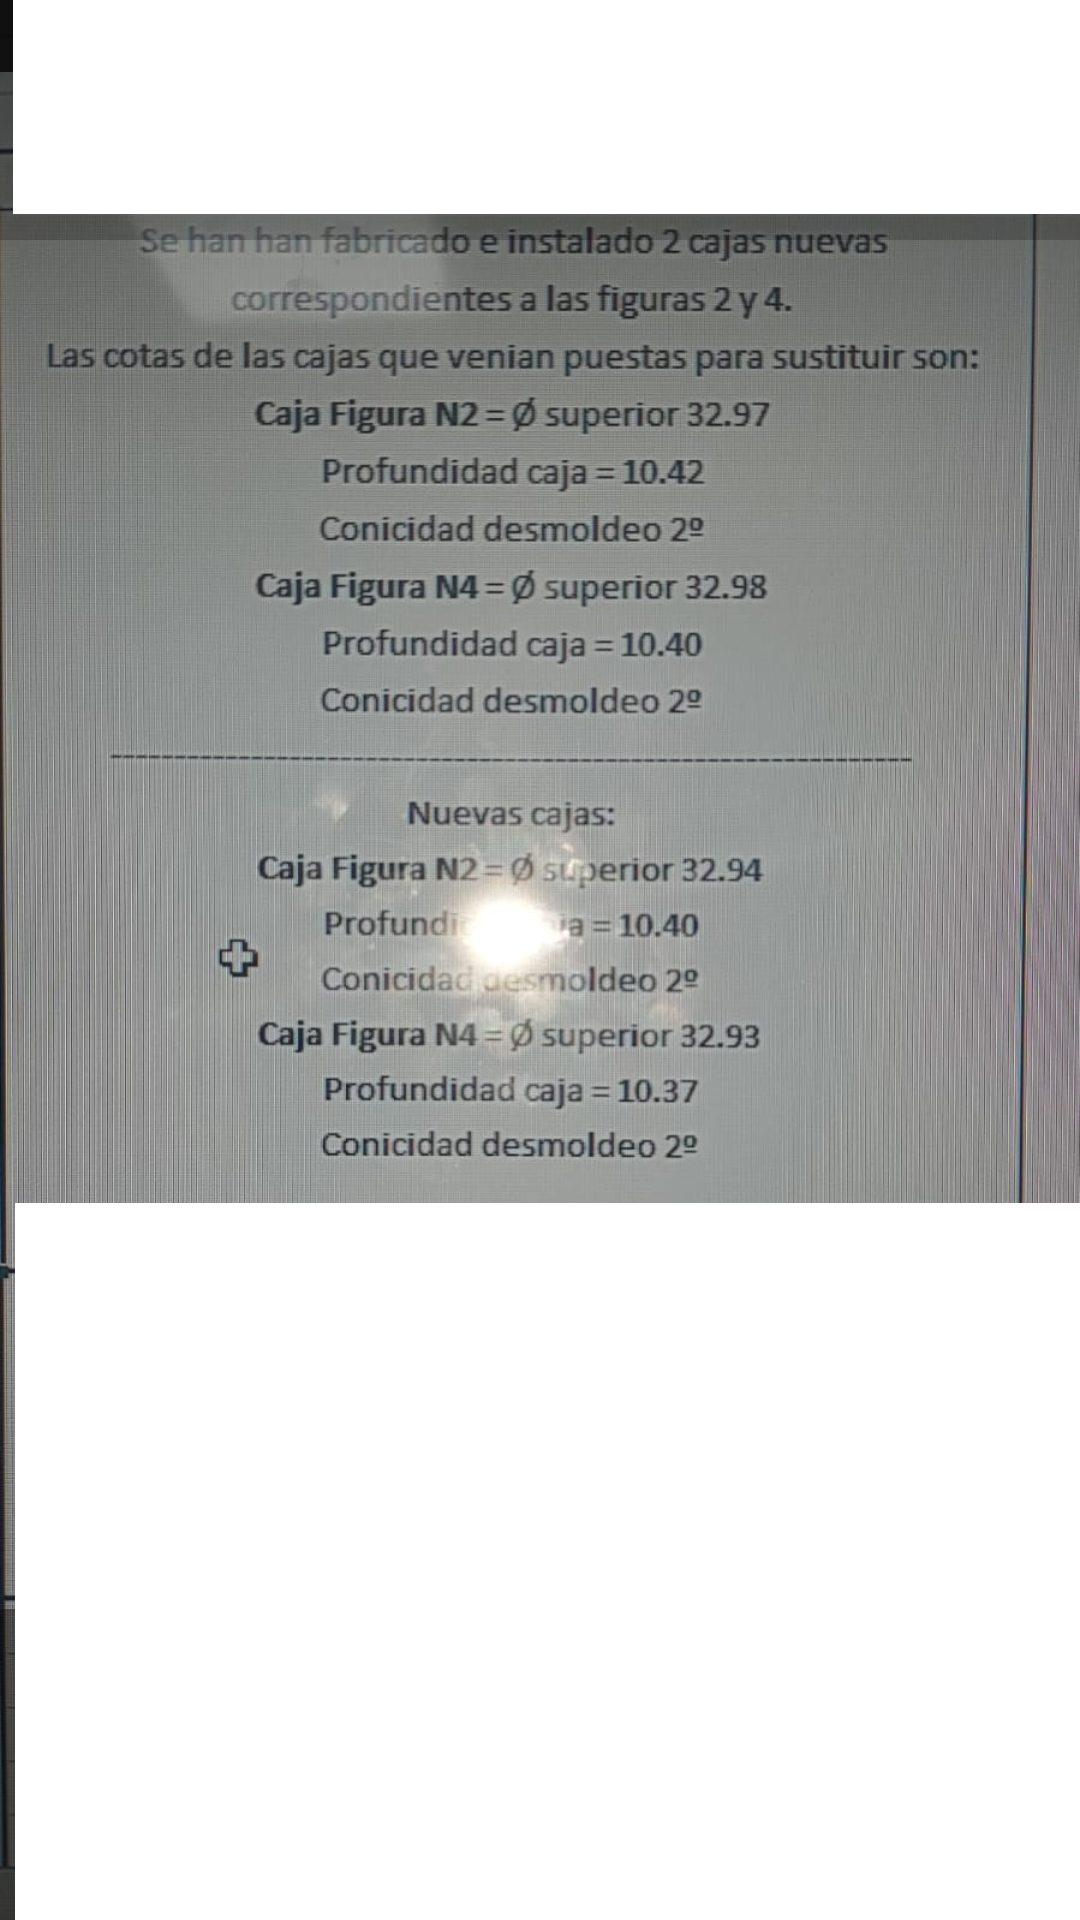 Se han han fabricado e instalado 2 cajas nuevas
correspondientes a las figuras 2 y 4.
Las cotas de las cajas que venian puestas para sustituir son:
Caja Figura N2 = Ø superior 32.97
Profundidad caja = 10.42
Conicidad desmoldeo 2º
Caja Figura N4 = Ø superior 32.98
Profundidad caja = 10.40
Conicidad desmoldeo 2º
Nuevas cajas:
Caja Figura N2 = Ø superior 32.94
= 10.40
Conicidad desmoldeo 2º
Caja Figura N4 = Ø superior 32.93
Profundidad caja = 10.37
Conicidad desmoldeo 2º